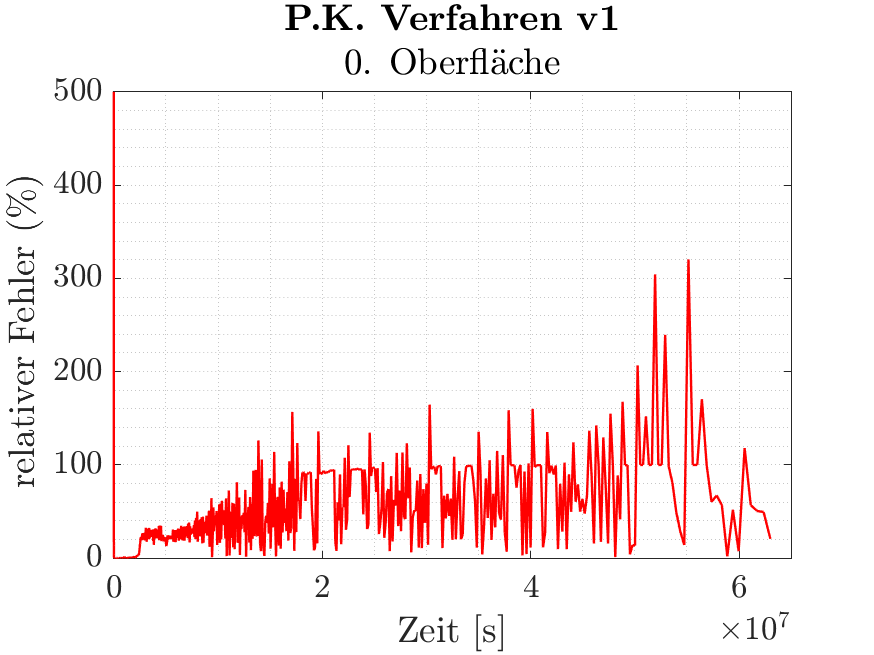 P.K. Verfahren v1
0. Oberfläche
500
400
300
200
100
0
relativer Fehler (%)
0 2 4 6
×10⁷
Zeit [s]